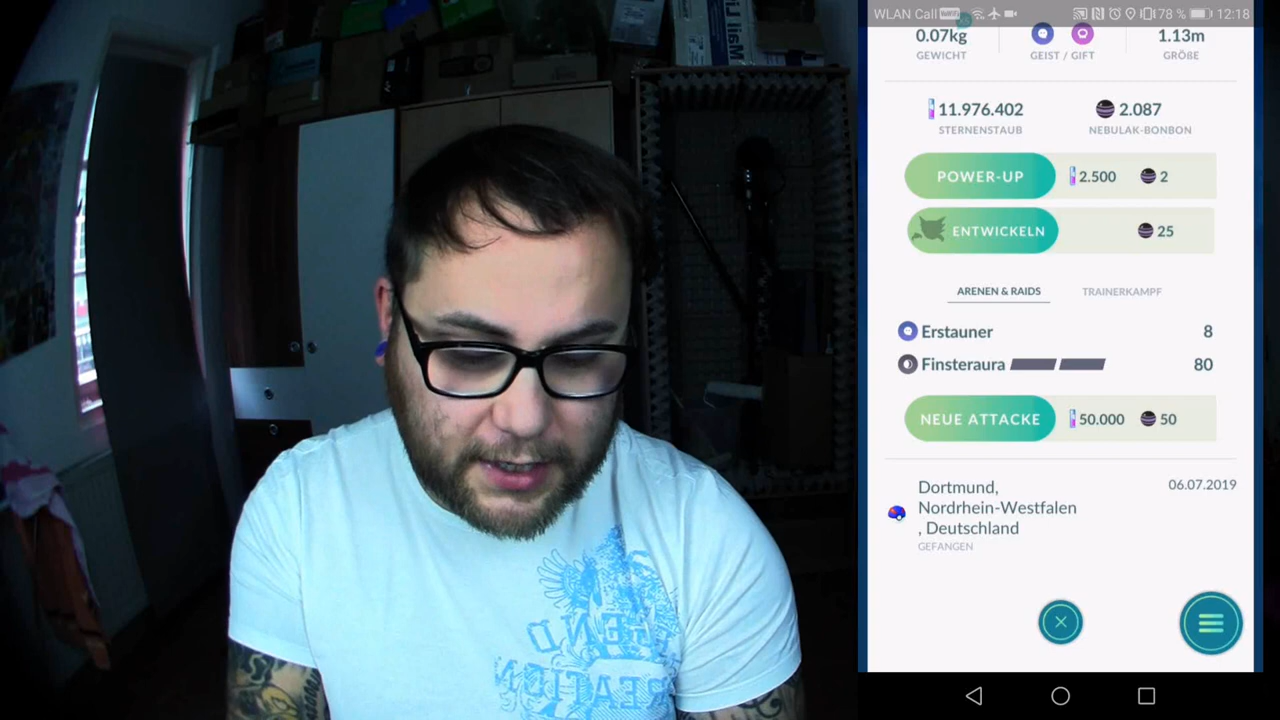 WLAN Call 78 % 12:18
0.07kg
GEWICHT
GEIST / GIFT
1.13m
GRÖßE
11.976.402
STERNENSTAUB
2.087
NEBULAK-BONBON
POWER-UP 2.500 2
ENTWICKELN 25
ARENEN & RAIDS TRAINERKAMPF
Erstauner 8
Finsteraura 80
NEUE ATTACKE 50.000 50
Dortmund,
Nordrhein-Westfalen
, Deutschland
GEFANGEN
06.07.2019